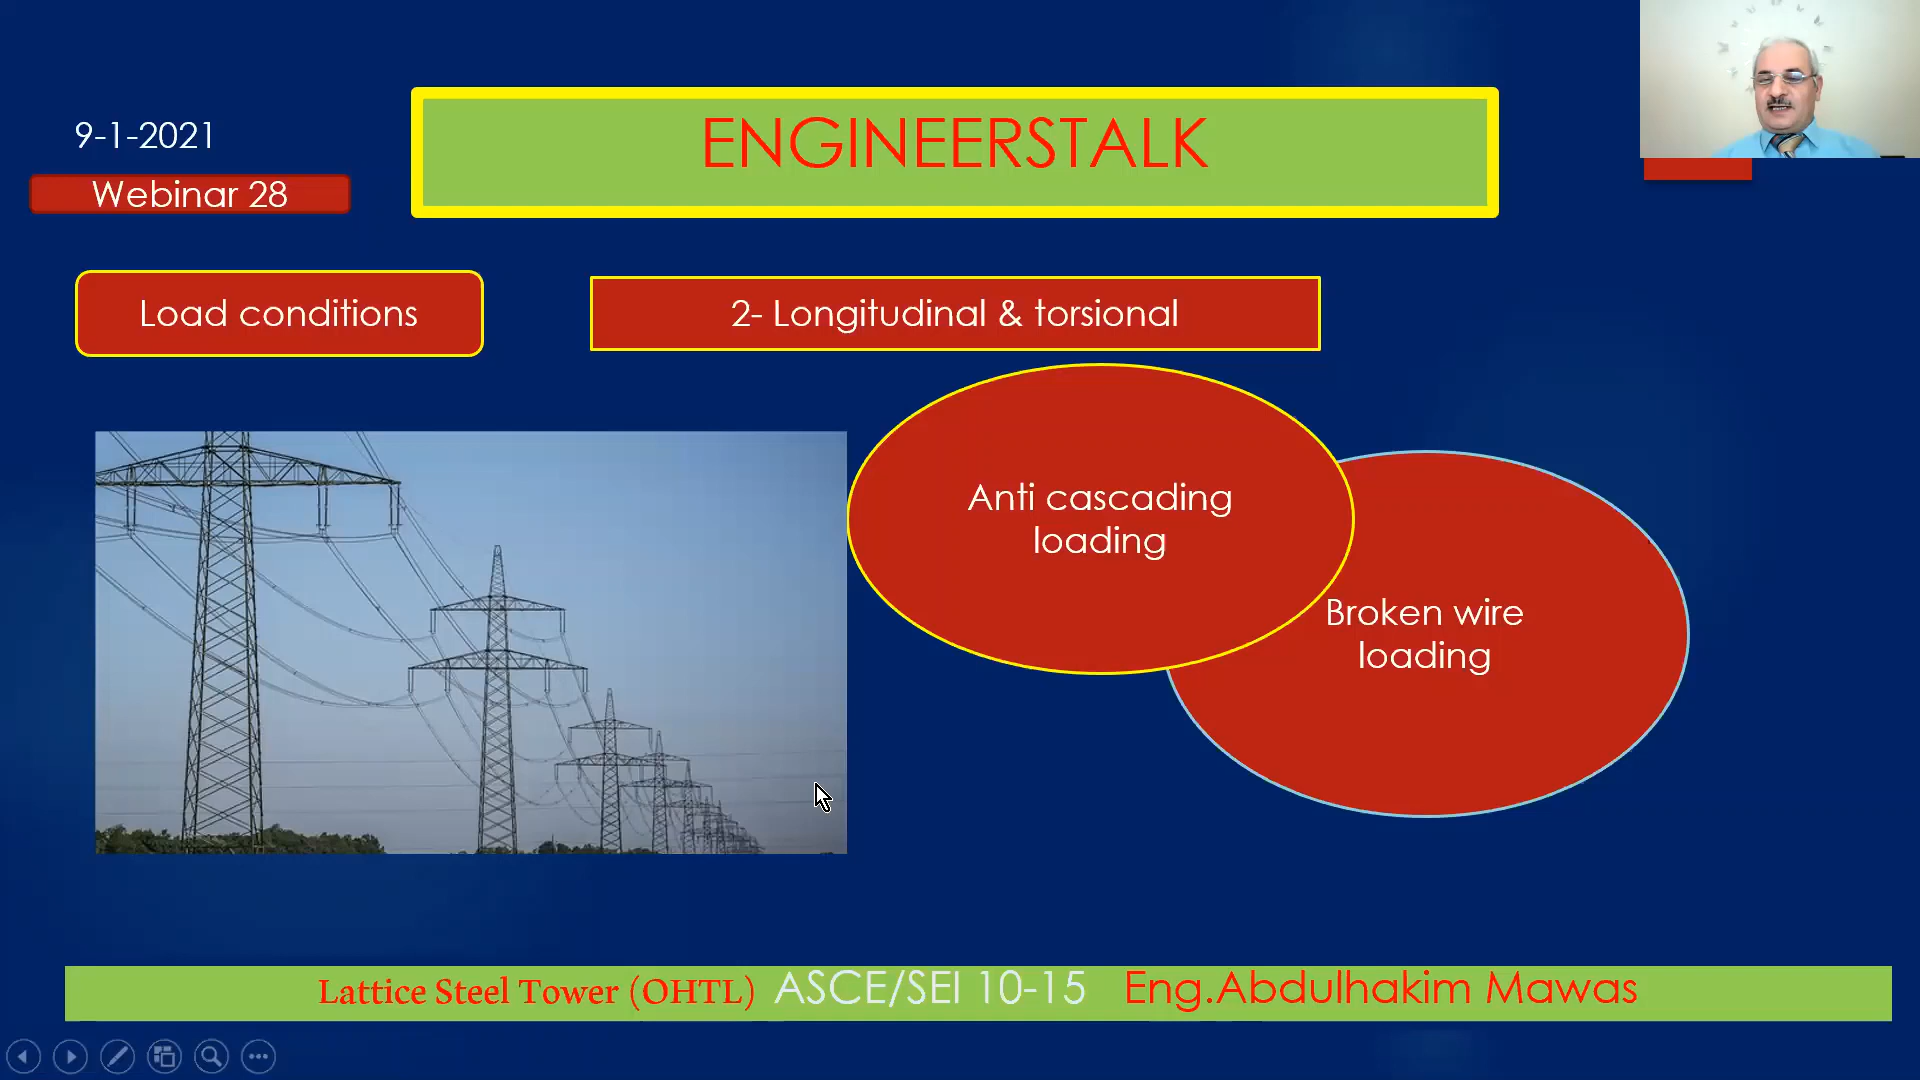 9-1-2021
Webinar 28
ENGINEERSTALK
Load conditions
2- Longitudinal & torsional
Anti cascading
loading
Broken wire
loading
Lattice Steel Tower (OHTL) ASCE/SEI 10-15 Eng.Abdulhakim Mawas